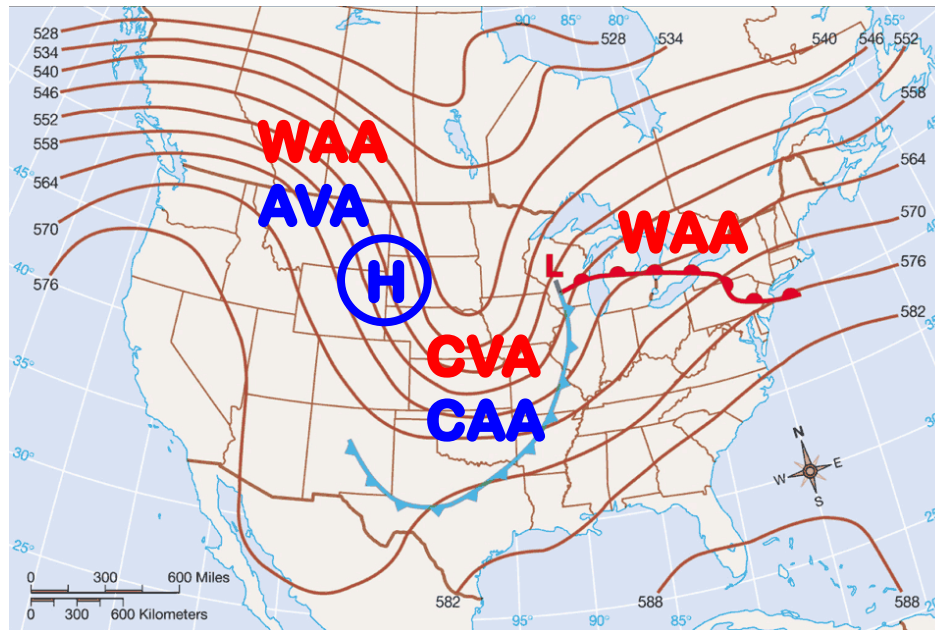 90° 85° 80° 55°
528 528 534 540 546 552
534
540
546 558
552 WAA
558
564 564
45° AVA WAA
570 570
40° H L 576
576
582
35° CVA
CAA
N
30° W E
S
25° 25°
0 300 600 Miles
0 300 600 Kilometers
582 95° 90° 588 85° 588